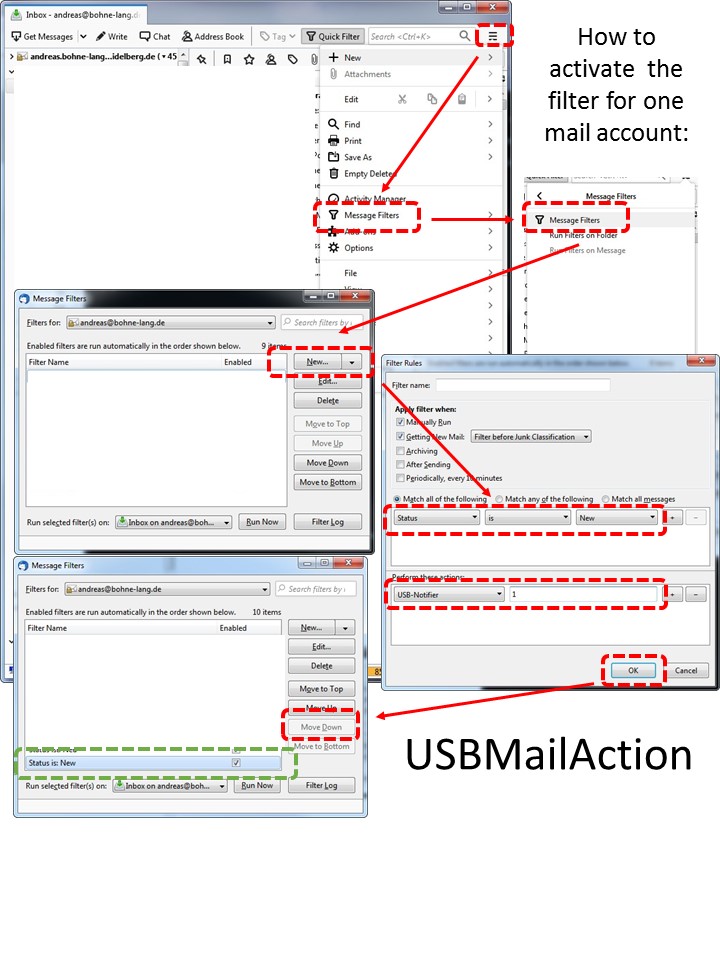 Inbox - andreas@bohne-lang.d
Get Messages
Write
Chat
Address Book
Tag
Quick Filter
Search <Ctrl+K>
andreas.bohne-lang...idelberg.de ( • 45
How to
activate the
filter for one
mail account:
New
Attachments
Edit
Find
Print
Save As
Empty Deleted
Activity Manager
Message Filters
Add-ons
Options
File
View
Message Filters
Message Filters
Run Filters on Folder
Run Filters on Message
Message Filters
Filters for: andreas@bohne-lang.de
Search filters by
Enabled filters are run automatically in the order shown below. 9 items
Filter Name Enabled
New...
Edit...
Delete
Move to Top
Move Up
Move Down
Move to Bottom
Run selected filter(s) on: Inbox on andreas@boh... Run Now Filter Log
Filter Rules
Filter name:
Apply filter when:
Manually Run
Getting New Mail: Filter before Junk Classification
Archiving
After Sending
Periodically, every 10 minutes
Match all of the following Match any of the following Match all messages
Status is New + −
Perform these actions:
USB-Notifier 1 + −
OK Cancel
Message Filters
Filters for: andreas@bohne-lang.de
Search filters by
Enabled filters are run automatically in the order shown below. 10 items
Filter Name Enabled
New...
Edit...
Delete
Move to Top
Move Up
Move Down
Move to Bottom
Status is: New
Run selected filter(s) on: Inbox on andreas@boh... Run Now Filter Log
USBMailAction